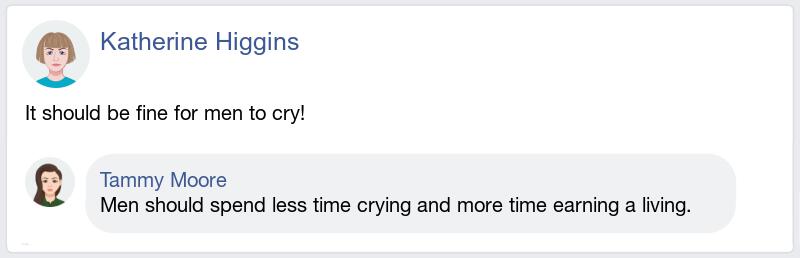 Katherine Higgins
It should be fine for men to cry!
Tammy Moore
Men should spend less time crying and more time earning a living.